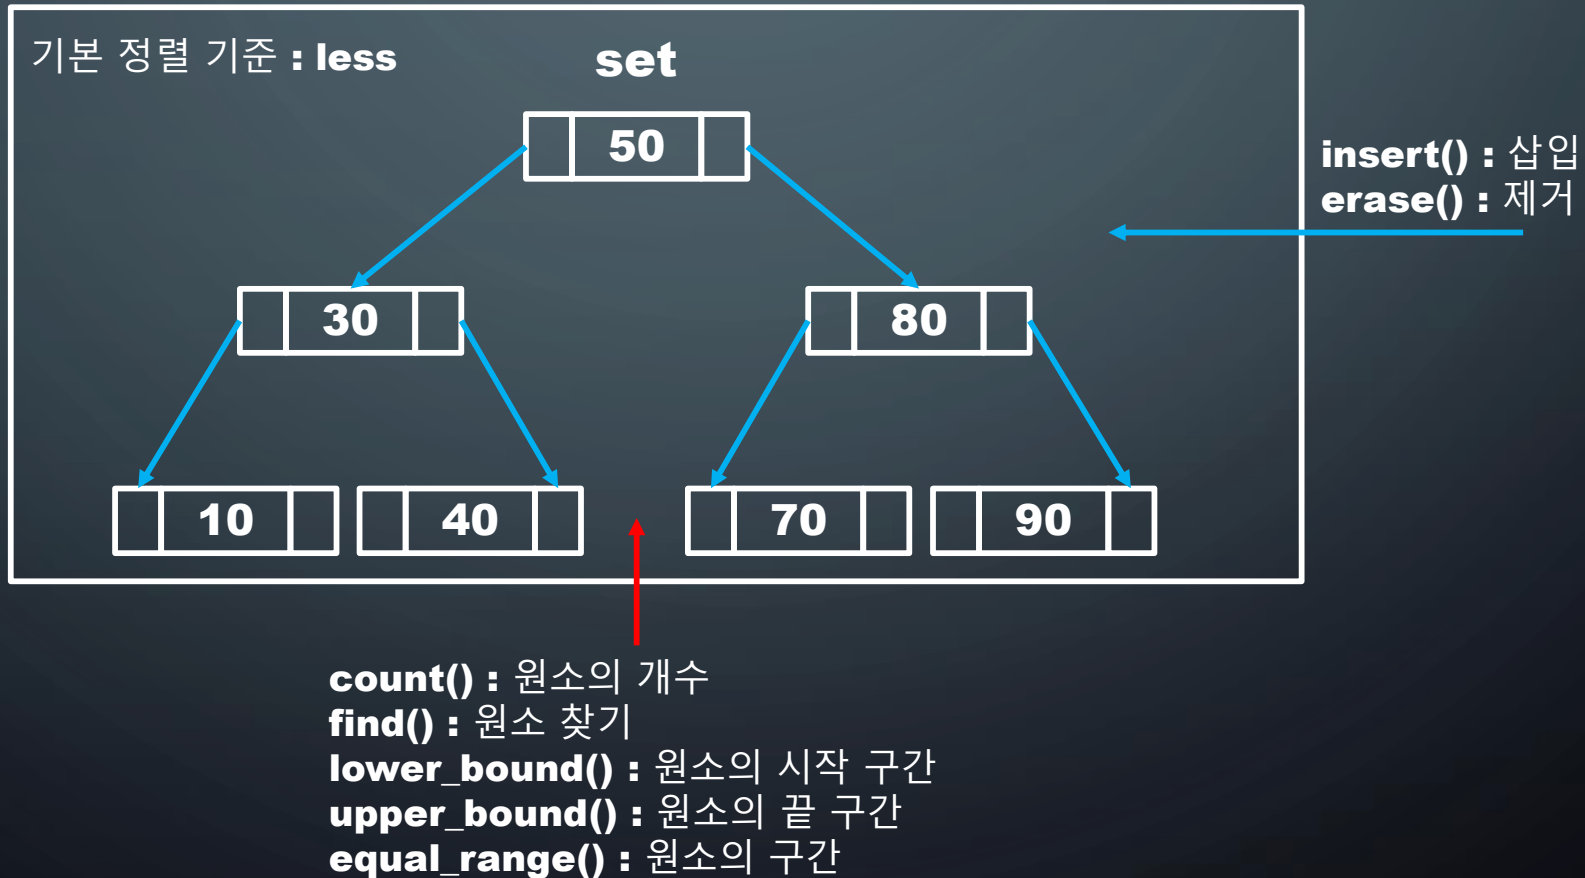 기본 정렬 기준 : less
set
50
insert() : 삽입
erase() : 제거
30
80
10
40
70
90
count() : 원소의 개수
find() : 원소 찾기
lower_bound() : 원소의 시작 구간
upper_bound() : 원소의 끝 구간
equal_range() : 원소의 구간